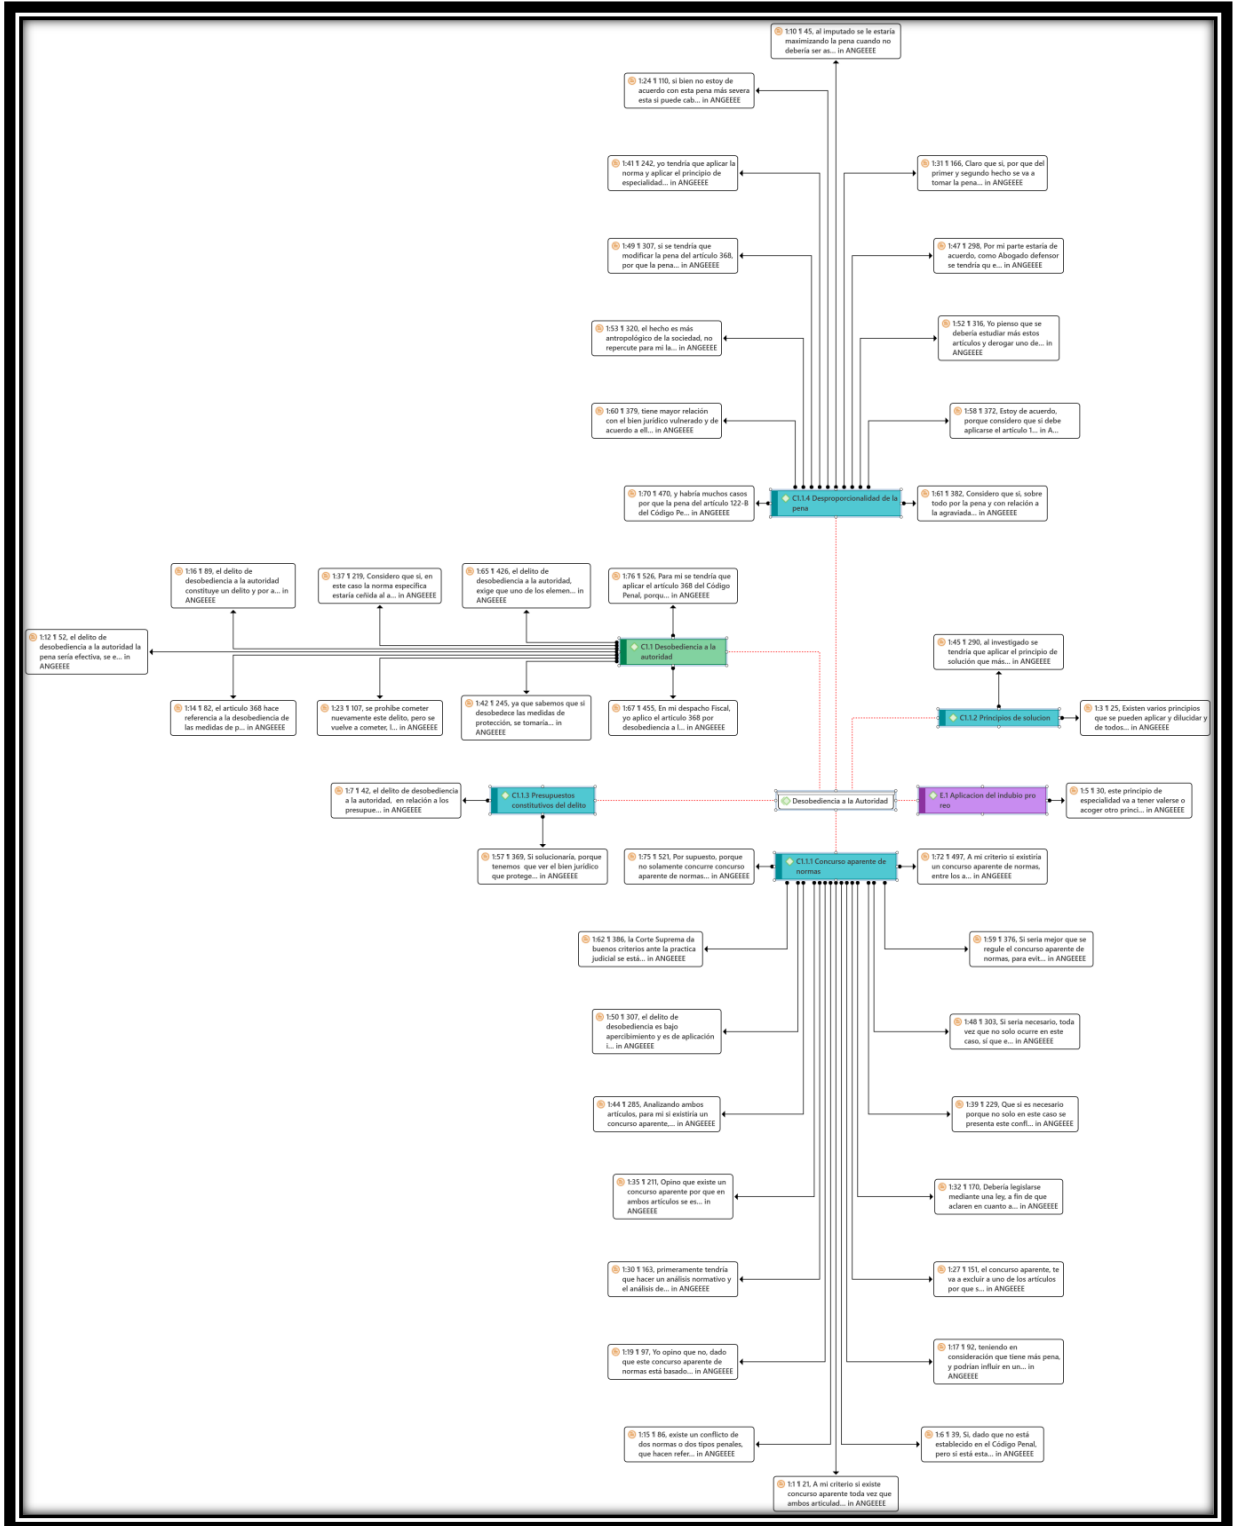 1:10 ¶ 45, al imputado se le estaría
maximizando la pena cuando no
debería ser as... in ANGEEEE
1:24 ¶ 110, si bien no estoy de
acuerdo con esta pena más severa
esta si puede cab... in ANGEEEE
1:41 ¶ 242, yo tendría que aplicar la
norma y aplicar el principio de
especialidad... in ANGEEEE
1:31 ¶ 166, Claro que si, por que del
primer y segundo hecho se va a
tomar la pena... in ANGEEEE
1:49 ¶ 307, si se tendría que
modificar la pena del artículo 368,
por que la pena... in ANGEEEE
1:47 ¶ 298, Por mi parte estaría de
acuerdo, como Abogado defensor
se tendría qu e... in ANGEEEE
1:53 ¶ 320, el hecho es más
antropológico de la sociedad, no
repercute para mi la... in ANGEEEE
1:52 ¶ 316, Yo pienso que se
debería estudiar más estos
artículos y derogar uno de... in
ANGEEEE
1:60 ¶ 379, tiene mayor relación
con el bien jurídico vulnerado y de
acuerdo a ell... in ANGEEEE
1:58 ¶ 372, Estoy de acuerdo,
porque considero que si debe
aplicarse el artículo 1... in A...
1:70 ¶ 470, y habría muchos casos
por que la pena del artículo 122-B
del Código Pe... in ANGEEEE
C1.1.4 Desproporcionalidad de la
pena
1:61 ¶ 382, Considero que si, sobre
todo por la pena y con relación a
la agraviada... in ANGEEEE
1:16 ¶ 89, el delito de
desobediencia a la autoridad
constituye un delito y por a... in
ANGEEEE
1:37 ¶ 219, Considero que si, en
este caso la norma específica
estaría ceñida al a... in ANGEEEE
1:65 ¶ 426, el delito de
desobediencia a la autoridad,
exige que uno de los elemen... in
ANGEEEE
1:76 ¶ 526, Para mi se tendría que
aplicar el artículo 368 del Código
Penal, porqu... in ANGEEEE
1:12 ¶ 52, el delito de
desobediencia a la autoridad la
pena sería efectiva, se e... in
ANGEEEE
C1.1 Desobediencia a la
autoridad
1:45 ¶ 290, al investigado se
tendría que aplicar el principio de
solución que más... in ANGEEEE
1:14 ¶ 82, el artículo 368 hace
referencia a la desobediencia de
las medidas de p... in ANGEEEE
1:23 ¶ 107, se prohíbe cometer
nuevamente este delito, pero se
vuelve a cometer, l... in ANGEEEE
1:42 ¶ 245, ya que sabemos que si
desobedece las medidas de
protección, se tomaría... in
ANGEEEE
1:67 ¶ 455, En mi despacho Fiscal,
yo aplico el artículo 368 por
desobediencia a l... in ANGEEEE
C1.1.2 Principios de solucion
1:3 ¶ 25, Existen varios principios
que se pueden aplicar y dilucidar y
de todos... in ANGEEEE
1:7 ¶ 42, el delito de desobediencia
a la autoridad, en relación a los
presupue... in ANGEEEE
C1.1.3 Presupuestos
constitutivos del delito
Desobediencia a la Autoridad
E.1 Aplicacion del indubio pro
reo
1:5 ¶ 30, este principio de
especialidad va a tener valerse o
acoger otro princi... in ANGEEEE
1:57 ¶ 369, Si solucionaría, porque
tenemos que ver el bien jurídico
que protege... in ANGEEEE
1:75 ¶ 521, Por supuesto, porque
no solamente concurre concurso
aparente de normas... in ANGEEEE
C1.1.1 Concurso aparente de
normas
1:72 ¶ 497, A mi criterio si existiría
un concurso aparente de normas,
entre los a... in ANGEEEE
1:62 ¶ 386, la Corte Suprema da
buenos criterios ante la practica
judicial se está... in ANGEEEE
1:59 ¶ 376, Si seria mejor que se
regule el concurso aparente de
normas, para evit... in ANGEEEE
1:50 ¶ 307, el delito de
desobediencia es bajo
apercibimiento y es de aplicación
i... in ANGEEEE
1:48 ¶ 303, Si seria necesario, toda
vez que no solo ocurre en este
caso, si que e... in ANGEEEE
1:44 ¶ 285, Analizando ambos
artículos, para mi si existiría un
concurso aparente,... in ANGEEEE
1:39 ¶ 229, Que si es necesario
porque no solo en este caso se
presenta este confl... in ANGEEEE
1:35 ¶ 211, Opino que existe un
concurso aparente por que en
ambos artículos se es... in
ANGEEEE
1:32 ¶ 170, Debería legislarse
mediante una ley, a fin de que
aclaren en cuanto a... in ANGEEEE
1:30 ¶ 163, primeramente tendría
que hacer un análisis normativo y
el análisis de... in ANGEEEE
1:27 ¶ 151, el concurso aparente, te
va a excluir a uno de los artículos
por que s... in ANGEEEE
1:19 ¶ 97, Yo opino que no, dado
que este concurso aparente de
normas está basado... in ANGEEEE
1:17 ¶ 92, teniendo en
consideración que tiene más pena,
y podrían influir en un... in
ANGEEEE
1:15 ¶ 86, existe un conflicto de
dos normas o dos tipos penales,
que hacen refer... in ANGEEEE
1:6 ¶ 39, Si, dado que no está
establecido en el Código Penal,
pero si está esta... in ANGEEEE
1:1 ¶ 21, A mi criterio si existe
concurso aparente toda vez que
ambos articulad... in ANGEEEE